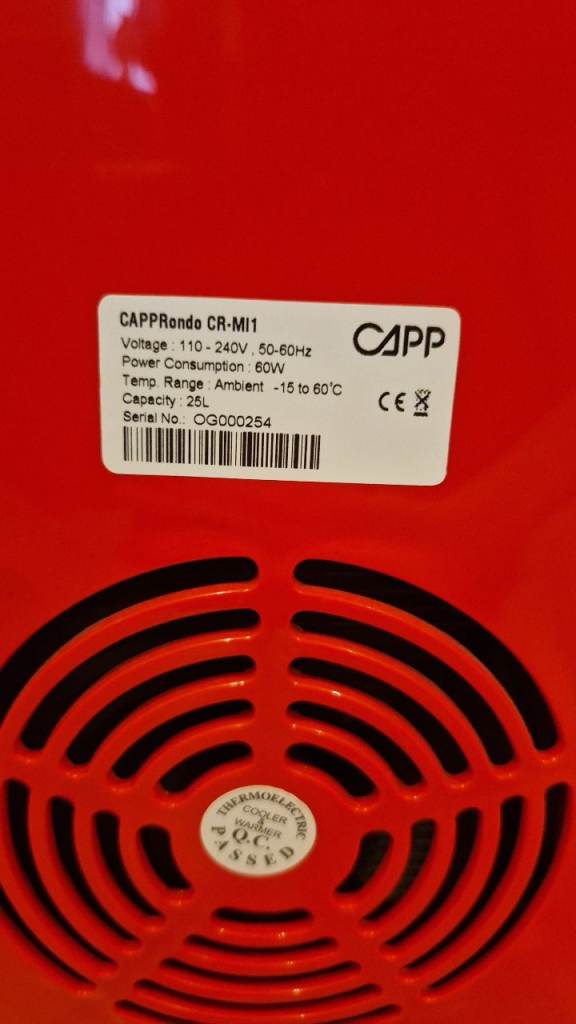 CAPPRondo CR-MI1
CAPP
Voltage : 110 - 240V , 50-60Hz
Power Consumption : 60W
Temp. Range : Ambient -15 to 60°C
Capacity : 25L
CE
Serial No.: OG000254
THERMOELECTRIC
COOLER
&
WARMER
Q.C.
PASSED